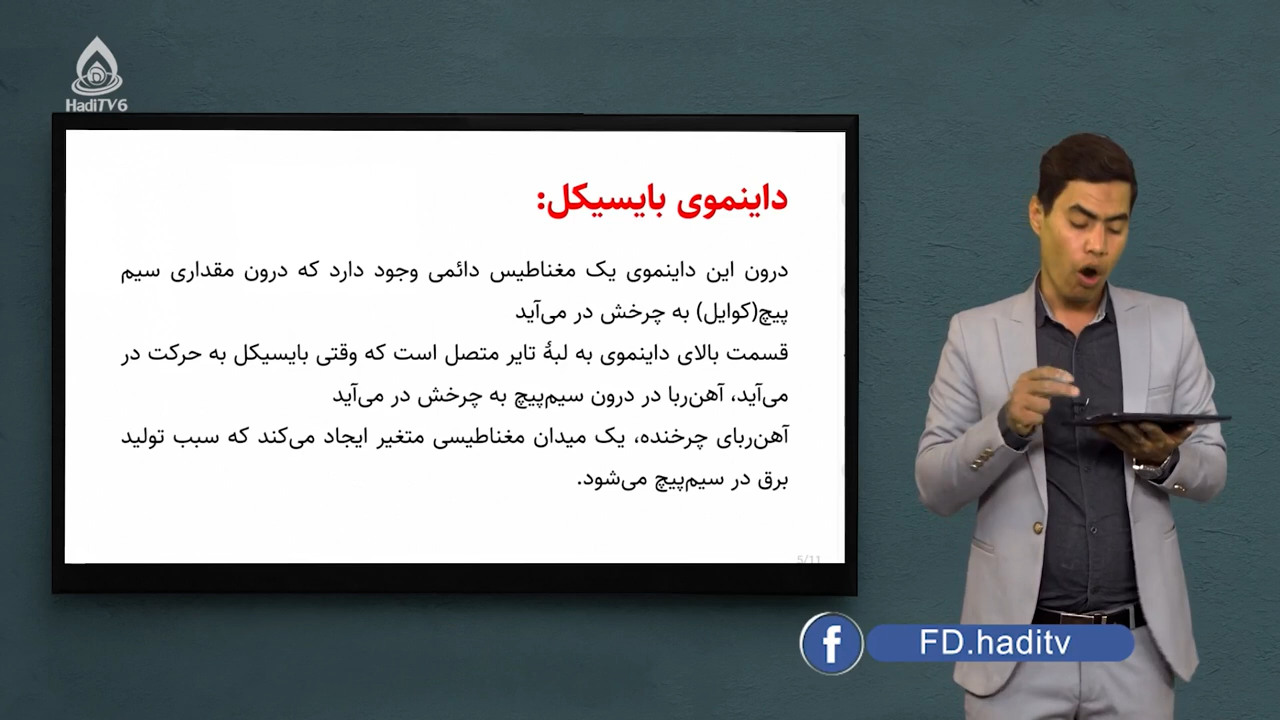 HadiTV6
داینموی بایسیکل:
درون این داینموی یک مغناطیس دائمی وجود دارد که درون مقداری سیم
پیچ(کوایل) به چرخش در می‌آید
قسمت بالای داینموی به لبۀ تایر متصل است که وقتی بایسیکل به حرکت در
می‌آید، آهن‌ربا در درون سیم‌پیچ به چرخش در می‌آید
آهن‌ربای چرخنده، یک میدان مغناطیسی متغیر ایجاد می‌کند که سبب تولید
برق در سیم‌پیچ می‌شود.
5/11
f FD.haditv